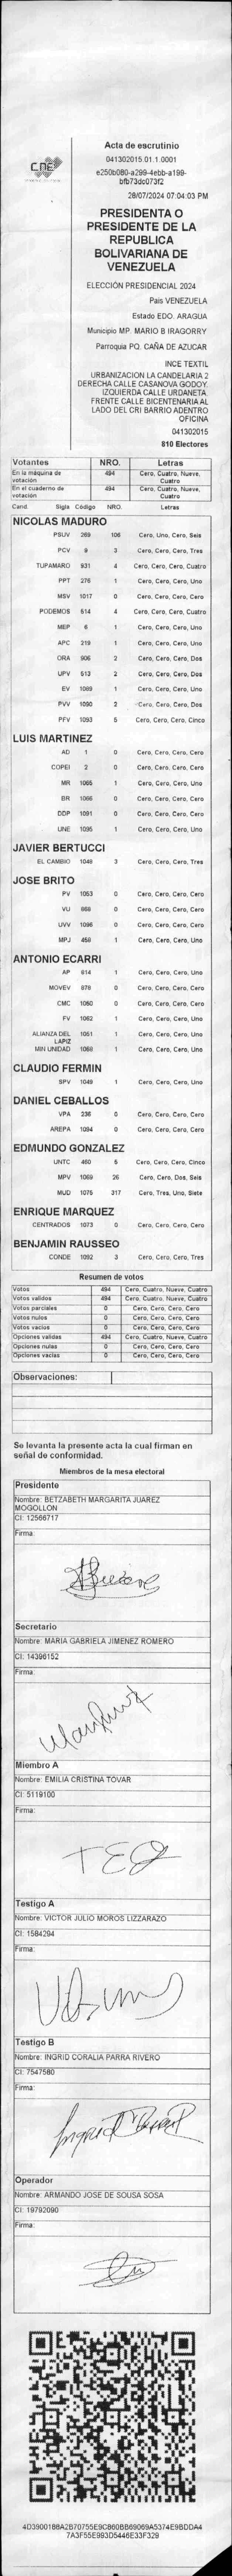 CNE
Acta de escrutinio
041302015.01.1.0001
e250b080-a299-4ebb-a199-
bfb73dc073f2
28/07/2024 07:04:03 PM
PRESIDENTA O
PRESIDENTE DE LA
REPUBLICA
BOLIVARIANA DE
VENEZUELA
ELECCIÓN PRESIDENCIAL 2024
Pais VENEZUELA
Estado EDO. ARAGUA
Municipio MP. MARIO B IRAGORRY
Parroquia PQ. CAÑA DE AZUCAR
INCE TEXTIL
URBANIZACION LA CANDELARIA 2
DERECHA CALLE CASANOVA GODOY.
IZQUIERDA CALLE URDANETA.
FRENTE CALLE BICENTENARIA AL
LADO DEL CRI BARRIO ADENTRO
OFICINA
041302015
810 Electores
Votantes NRO. Letras
En la máquina de votación 494 Cero, Cuatro, Nueve, Cuatro
En el cuaderno de votación 494 Cero, Cuatro, Nueve, Cuatro
Cand. Sigla Código NRO. Letras
NICOLAS MADURO
PSUV 269 106 Cero, Uno, Cero, Seis
PCV 9 3 Cero, Cero, Cero, Tres
TUPAMARO 931 4 Cero, Cero, Cero, Cuatro
PPT 276 1 Cero, Cero, Cero, Uno
MSV 1017 0 Cero, Cero, Cero, Cero
PODEMOS 514 4 Cero, Cero, Cero, Cuatro
MEP 6 1 Cero, Cero, Cero, Uno
APC 219 1 Cero, Cero, Cero, Uno
ORA 906 2 Cero, Cero, Cero, Dos
UPV 513 2 Cero, Cero, Cero, Dos
EV 1089 1 Cero, Cero, Cero, Uno
PVV 1090 2 Cero, Cero, Cero, Dos
PFV 1093 5 Cero, Cero, Cero, Cinco
LUIS MARTINEZ
AD 1 0 Cero, Cero, Cero, Cero
COPEI 2 0 Cero, Cero, Cero, Cero
MR 1065 1 Cero, Cero, Cero, Uno
BR 1066 0 Cero, Cero, Cero, Cero
DDP 1091 0 Cero, Cero, Cero, Cero
UNE 1095 1 Cero, Cero, Cero, Uno
JAVIER BERTUCCI
EL CAMBIO 1048 3 Cero, Cero, Cero, Tres
JOSE BRITO
PV 1053 0 Cero, Cero, Cero, Cero
VU 868 0 Cero, Cero, Cero, Cero
UVV 1096 0 Cero, Cero, Cero, Cero
MPJ 458 1 Cero, Cero, Cero, Uno
ANTONIO ECARRI
AP 614 1 Cero, Cero, Cero, Uno
MOVEV 878 0 Cero, Cero, Cero, Cero
CMC 1050 0 Cero, Cero, Cero, Cero
FV 1062 1 Cero, Cero, Cero, Uno
ALIANZA DEL LAPIZ 1051 1 Cero, Cero, Cero, Uno
MIN UNIDAD 1068 1 Cero, Cero, Cero, Uno
CLAUDIO FERMIN
SPV 1049 1 Cero, Cero, Cero, Uno
DANIEL CEBALLOS
VPA 236 0 Cero, Cero, Cero, Cero
AREPA 1094 0 Cero, Cero, Cero, Cero
EDMUNDO GONZALEZ
UNTC 460 5 Cero, Cero, Cero, Cinco
MPV 1069 26 Cero, Cero, Dos, Seis
MUD 1075 317 Cero, Tres, Uno, Siete
ENRIQUE MARQUEZ
CENTRADOS 1073 0 Cero, Cero, Cero, Cero
BENJAMIN RAUSSEO
CONDE 1092 3 Cero, Cero, Cero, Tres
Resumen de votos
Votos 494 Cero, Cuatro, Nueve, Cuatro
Votos validos 494 Cero, Cuatro, Nueve, Cuatro
Votos parciales 0 Cero, Cero, Cero, Cero
Votos nulos 0 Cero, Cero, Cero, Cero
Votos vacios 0 Cero, Cero, Cero, Cero
Opciones validas 494 Cero, Cuatro, Nueve, Cuatro
Opciones nulas 0 Cero, Cero, Cero, Cero
Opciones vacias 0 Cero, Cero, Cero, Cero
Observaciones:
Se levanta la presente acta la cual firman en
señal de conformidad.
Miembros de la mesa electoral
Presidente
Nombre: BETZABETH MARGARITA JUAREZ
MOGOLLON
CI: 12566717
Firma:
Secretario
Nombre: MARIA GABRIELA JIMENEZ ROMERO
CI: 14396152
Firma:
Miembro A
Nombre: EMILIA CRISTINA TOVAR
CI: 5119100
Firma:
Testigo A
Nombre: VICTOR JULIO MOROS LIZZARAZO
CI: 1584294
Firma:
Testigo B
Nombre: INGRID CORALIA PARRA RIVERO
CI: 7547580
Firma:
Operador
Nombre: ARMANDO JOSE DE SOUSA SOSA
CI: 19792090
Firma:
4D3900188A2B70755E9C860BB69069A5374E9BDDA4
7A3F55E993D5446E33F329